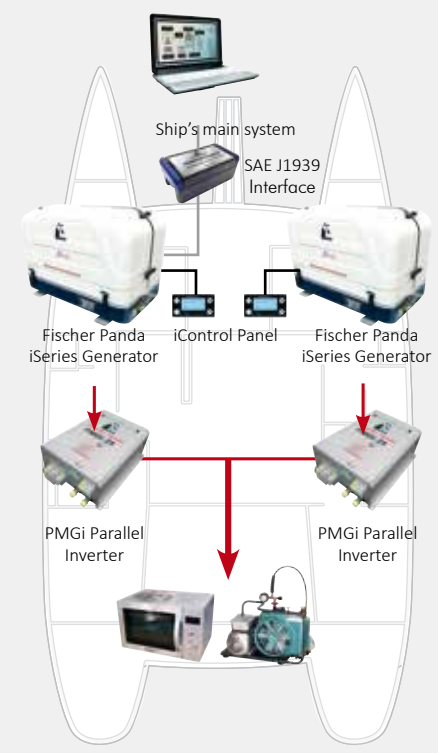 Ship's main system
SAE J1939
Interface
Fischer Panda
iSeries Generator
iControl Panel
Fischer Panda
iSeries Generator
PMGi Parallel
Inverter
PMGi Parallel
Inverter